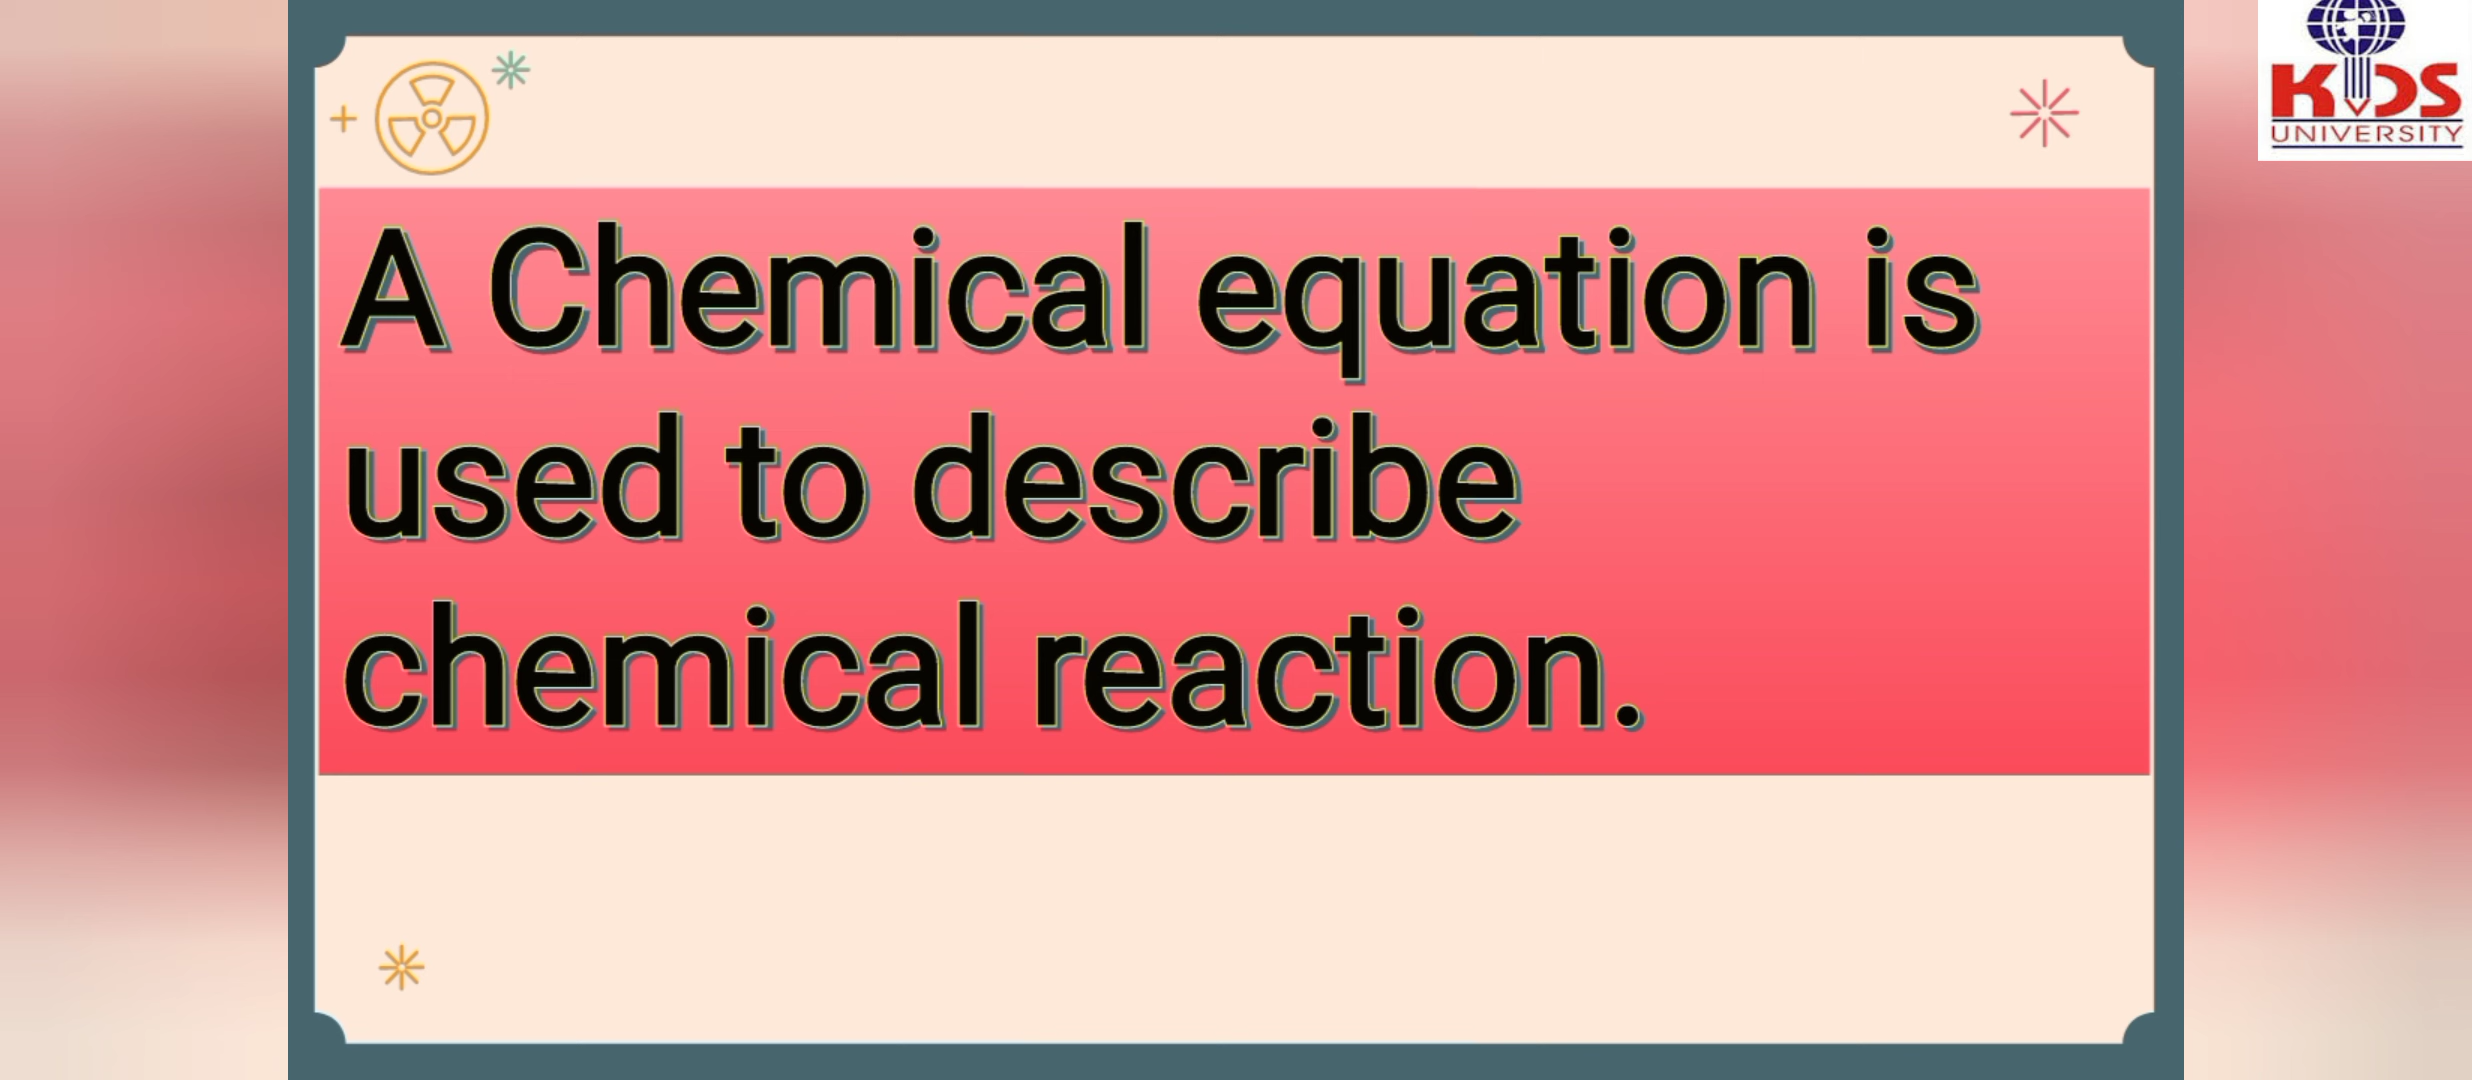 A Chemical equation is
used to describe
chemical reaction.
KIDS
UNIVERSITY